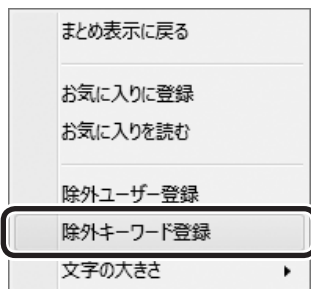 まとめ表示に戻る
お気に入りに登録
お気に入りを読む
除外ユーザー登録
除外キーワード登録
文字の大きさ